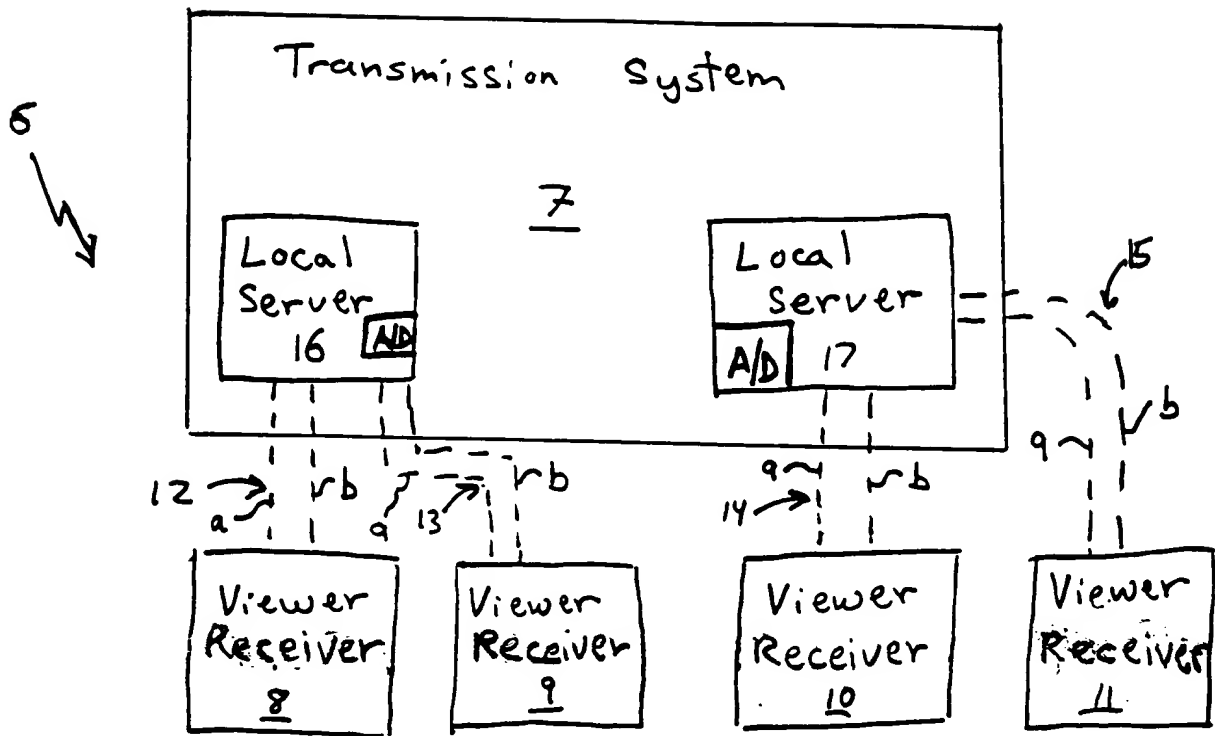 Transmission System
6
7
Local
Server
16
A/D
Local
Server
17
A/D
15
12
a
b
a
13
b
a
14
b
a
b
Viewer
Receiver
8
Viewer
Receiver
9
Viewer
Receiver
10
Viewer
Receiver
11